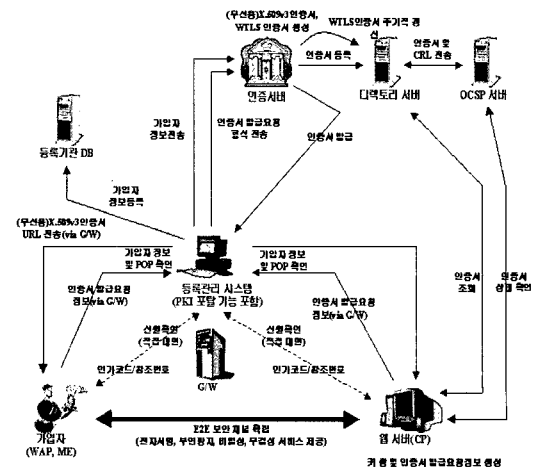 (무선용)X.509v3인증서,
WTLS 인증서 생성
WTLS인증서 주기적 갱신
인증서 등록
인증서 및
CRL 전송
인증서버
디렉토리 서버
OCSP 서버
가입자
정보전송
인증서 발급요청
형식 전송
인증서 발급
등록기관 DB
가입자
정보등록
(무선용)X.509v3인증서
URL 전송(via G/W)
가입자 정보
및 POP 확인
가입자 정보
및 POP 확인
인증서 발급요청
정보(via G/W)
등록관리 시스템
(PKI 포탈 기능 포함)
인증서 발급요청
정보(via G/W)
인증서
조회
인증서
상태 확인
신원확인
(직접 대면)
신원확인
(직접 대면)
G/W
인가코드/참조번호
인가코드/참조번호
가입자
(WAP, ME)
E2E 보안 채널 확립
(전자서명, 부인방지, 비밀성, 무결성 서비스 제공)
웹 서버(CP)
키 쌍 및 인증서 발급요청정보 생성